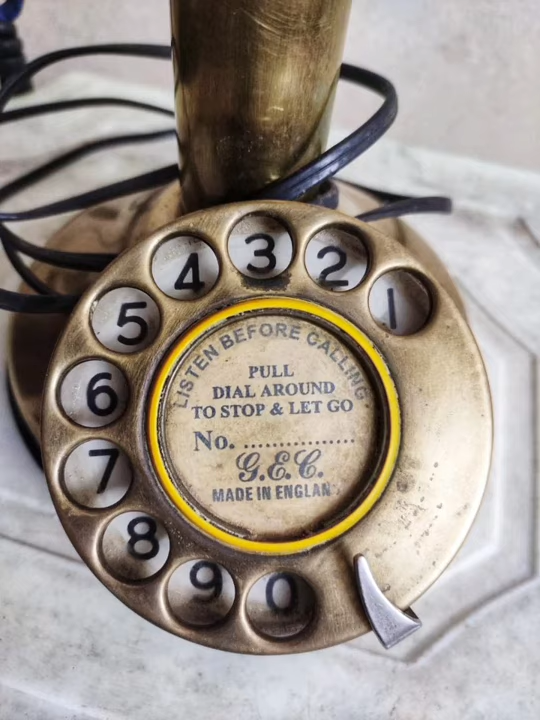 1
2
3
4
5
6
7
8
9
0
LISTEN BEFORE CALLING
PULL
DIAL AROUND
TO STOP & LET GO
No. ................
G.E.C.
MADE IN ENGLAN